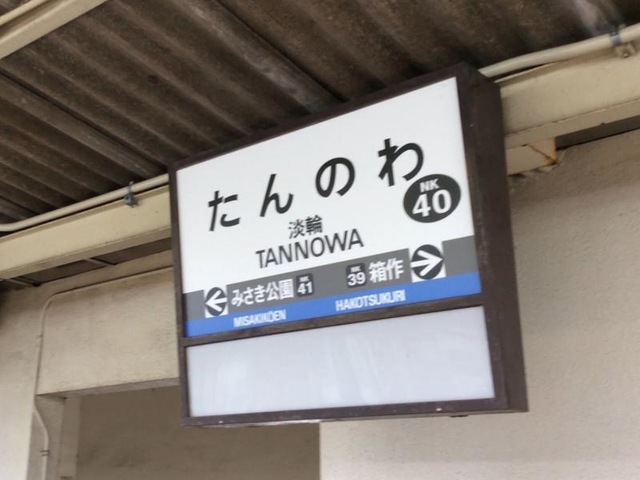 たんのわ
NK
40
淡輪
TANNOWA
みさき公園 NK 41
NK 39 箱作
MISAKIKOEN
HAKOTSUKURI